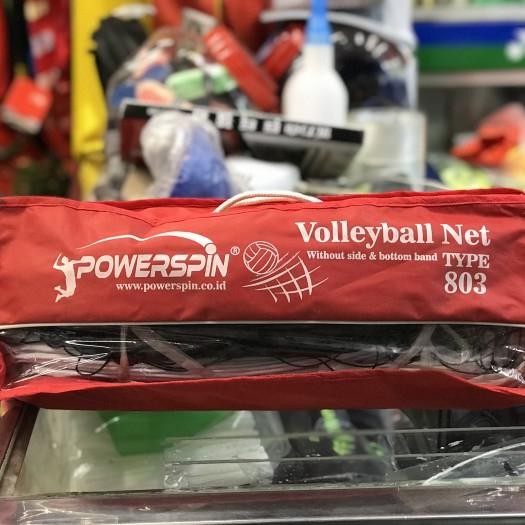 POWERSPIN®
www.powerspin.co.id
Volleyball Net
Without side & bottom band TYPE
803